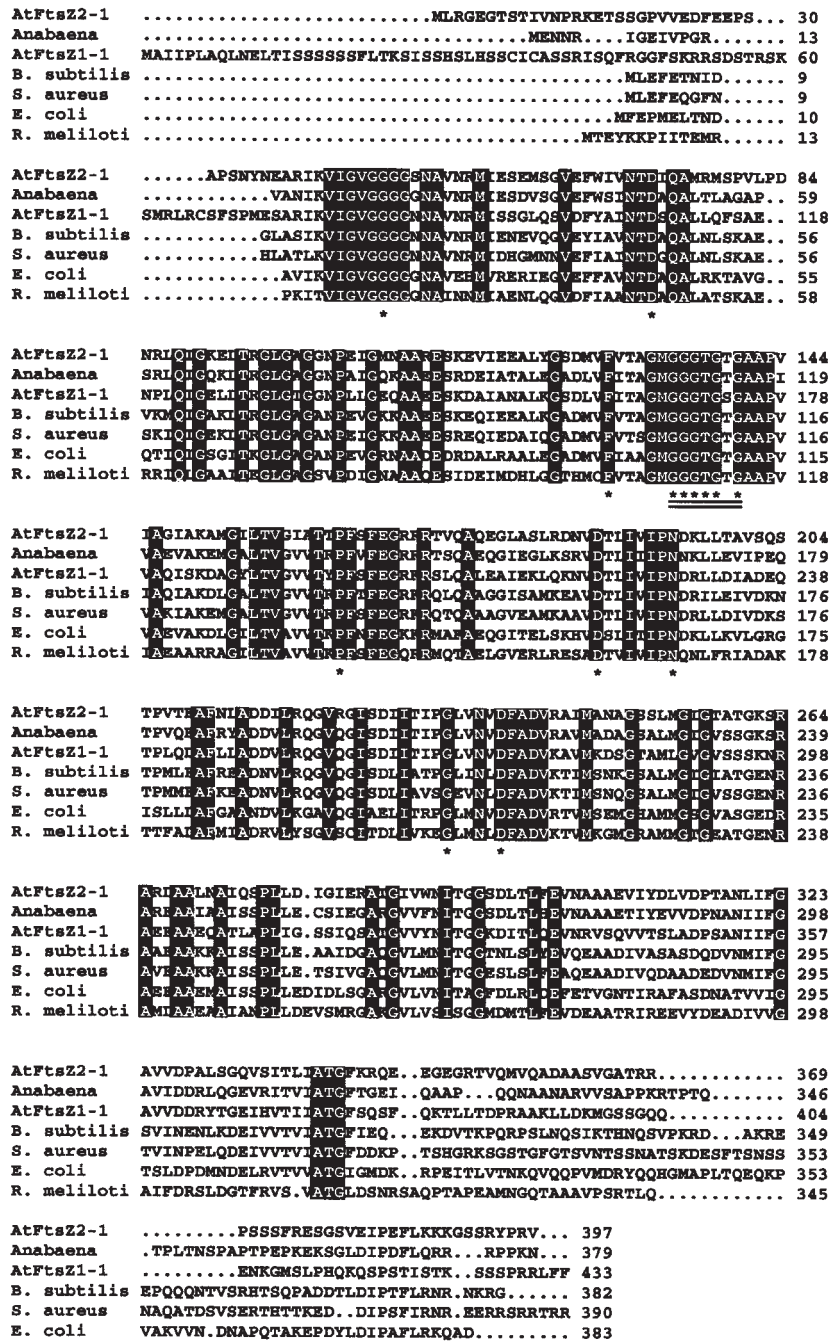 AtFtsZ2-1 ........................MLRGEGTSTIVNPRKETSSGPVVEDFEEPS... 30
Anabaena ................................MENNR....IGEIVPGR....... 13
AtFtsZ1-1 MAIIPLAQLNELTISSSSSSFLTKSISSHSLHSSCICASSRISQFRGGFSKRRSDSTRSK 60
B. subtilis ........................................MLEFETNID........ 9
S. aureus ........................................MLEFEQGFN........ 9
E. coli .......................................MFEPMELTND........ 10
R. meliloti ....................................MTEYKKPIITEMR........ 13
AtFtsZ2-1 ......APSNYNEARIKVIGVGGGGSNAVNRMIESEMSGVEFWIVNTDIQAMRMSPVLPD 84
Anabaena ............VANIKVIGVGGGGGNAVNRMIESDVSGVEFWSINTDAQALTLAGAP.. 59
AtFtsZ1-1 SMRLRCSFSPMESARIKVIGVGGGGNNAVNRMISSGLQSVDFYAINTDSQALLQFSAE.. 118
B. subtilis ...........GLASIKVIGVGGGGNNAVNRMIENEVQGVEYIAVNTDAQALNLSKAE.. 56
S. aureus ...........HLATLKVIGVGGGGNNAVNRMIDHGMNNVEFIAINTDGQALNLSKAE.. 56
E. coli .............AVIKVIGVGGGGGNAVEHMVRERIEGVEFFAVNTDAQALRKTAVG.. 55
R. meliloti .............PKITVIGVGGGGGNAINNMIAENLQGVDFIAANTDAQALATSKAE.. 58
* *
AtFtsZ2-1 NRLQIGKELTRGLGAGGNPEIGMNAARESKEVIEEALYGSDMVFVTAGMGGGTGTGAAPV 144
Anabaena SRLQIGQKLTRGLGAGGNPAIGQKAAEESRDEIATALEGADLVFITAGMGGGTGTGAAPI 119
AtFtsZ1-1 NPLQIGELLTRGLGTGGNPLLGEQAAEESKDAIANALKGSDLVFITAGMGGGTGSGAAPV 178
B. subtilis VKMQIGAKLTRGLGAGANPEVGKKAAEESKEQIEEALKGADMVFVTAGMGGGTGTGAAPV 116
S. aureus SKIQIGEKLTRGLGAGANPEIGKKAAEESREQIEDAIQGADMVFVTSGMGGGTGTGAAPV 116
E. coli QTIQIGSGITKGLGAGANPEVGRNAADEDRDALRAALEGADMVFIAAGMGGGTGTGAAPV 115
R. meliloti RRIQLGAAITEGLGAGSVPDIGNAAAQESIDEIMDHLGGTHMCFVTAGMGGGTGTGAAPV 118
* ***** *
AtFtsZ2-1 IAGIAKAMGILTVGIATTPFSFEGRRRTVQAQEGLASLRDNVDTLIVIPNDKLLTAVSQS 204
Anabaena VAEVAKEMGALTVGVVTRPFVFEGRRRTSQAEQGIEGLKSRVDTLIIIPNNKLLEVIPEQ 179
AtFtsZ1-1 VAQISKDAGYLTVGVVTYPFSFEGRKRSLQALEAIEKLQKNVDTLIVIPNDRLLDIADEQ 238
B. subtilis IAQIAKDLGALTVGVVTRPFTFEGRKRQLQAAGGISAMKEAVDTLIVIPNDRILEIVDKN 176
S. aureus VAKIAKEMGALTVGVVTRPFSFEGRKRQTQAAAGVEAMKAAVDTLIVIPNDRLLDIVDKS 176
E. coli VAEVAKDLGILTVAVVTKPFNFEGKKRMAFAEQGITELSKHVDSLITIPNDKLLKVLGRG 175
R. meliloti IAEAARRAGILTVAVVTKPFQFEGQRRMQTAELGVERLRESADTVIVIPNQNLFRIADAK 178
* * *
AtFtsZ2-1 TPVTEAFNLADDILRQGVRGISDIITIPGLVNVDFADVRAIMANAGSSLMGIGTATGKSR 264
Anabaena TPVQEAFRYADDVLRQGVQGISDIITIPGLVNVDFADVRAVMADAGSALMGIGVSSGKSR 239
AtFtsZ1-1 TPLQDAFLLADDVLRQGVQGISDIITIPGLVNVDFADVKAVMKDSGTAMLGVGVSSSKNR 298
B. subtilis TPMLEAFREADNVLRQGVQGISDLIATPGLINLDFADVKTIMSNKGSALMGIGIATGENR 236
S. aureus TPMMEAFKEADNVLRQGVQGISDLIAVSGEVNLDFADVKTIMSNQGSALMGIGVSSGENR 236
E. coli ISLLDAFGAANDVLKGAVQGIAELITRPGLMNVDFADVRTVMSEMGYAMMGSGVASGEDR 235
R. meliloti TTFADAFMIADRVLYSGVSCITDLIVKEGLMNLDFADVKTVMKGMGRAMMGTGEATGENR 238
* *
AtFtsZ2-1 ARDAALNAIQSPLLD.IGIERATGIVWNITGGSDLTLFEVNAAAEVIYDLVDPTANLIFG 323
Anabaena AREAAIAAISSPLLE.CSIEGARGVVFNITGGSDLTLHEVNAAAETIYEVVDPNANIIFG 298
AtFtsZ1-1 AEEAAEQATLAPLIG.SSIQSATGVVYNITGGKDITLQEVNRVSQVVTSLADPSANIIFG 357
B. subtilis AAEAAKKAISSPLLE.AAIDGAQGVLMNITGGTNLSLYEVQEAADIVASASDQDVNMIFG 295
S. aureus AVEAAKKAISSPLLE.TSIVGAQGVLMNITGGESLSLFEAQEAADIVQDAADEDVNMIFG 295
E. coli AEEAAEMAISSPLLEDIDLSGARGVLVNITAGFDLRLDEFETVGNTIRAFASDNATVVIG 295
R. meliloti AMLAAEAAIANPLLDEVSMRGARGVLVSISGGMDMTLFEVDEAATRIREEVYDEADIVVG 298
AtFtsZ2-1 AVVDPALSGQVSITLIATGFKRQE..EGEGRTVQMVQADAASVGATRR........... 369
Anabaena AVIDDRLQGEVRITVIATGFTGEI..QAAP...QQNAANARVVSAPPKRTPTQ....... 346
AtFtsZ1-1 AVVDDRYTGEIHVTIIATGFSQSF..QKTLLTDPRAAKLLDKMGSSGQQ.......... 404
B. subtilis SVINENLKDEIVVTVIATGFIEQ...EKDVTKPQRPSLNQSIKTHNQSVPKRD...AKRE 349
S. aureus TVINPELQDEIVVTVIATGFDDKP..TSHGRKSGSTGFGTSVNTSSNATSKDESFTSNSS 353
E. coli TSLDPDMNDELRVTVVATGIGMDK..RPEITLVTNKQVQQPVMDRYQQHGMAPLTQEQKP 353
R. meliloti AIFDRSLDGTFRVS.VATGLDSNRSAQPTAPEAMNGQTAAAVPSRTLQ........... 345
AtFtsZ2-1 .........PSSSFRESGSVEIPEFLKKKGSSRYPRV... 397
Anabaena .TPLTNSPAPTPEPKEKSGLDIPDFLQRR...RPPKN... 379
AtFtsZ1-1 .........ENKGMSLPHQKQSPSTISTK..SSSPRRLFF 433
B. subtilis EPQQQNTVSRHTSQPADDTLDIPTFLRNR.NKRG...... 382
S. aureus NAQATDSVSERTHTTKED..DIPSFIRNR.EERRSRRTRR 390
E. coli VAKVVN.DNAPQTAKEPDYLDIPAFLRKQAD......... 383